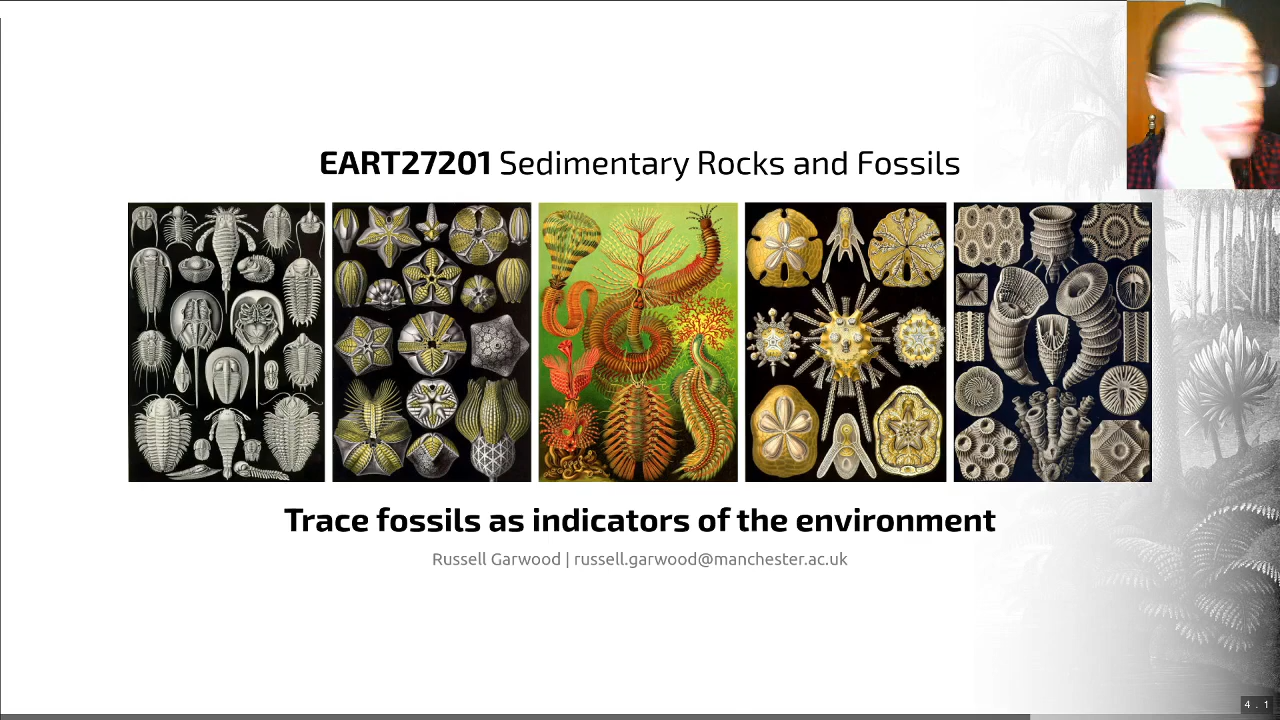 EART27201 Sedimentary Rocks and Fossils
Trace fossils as indicators of the environment
Russell Garwood | russell.garwood@manchester.ac.uk
4 . 1